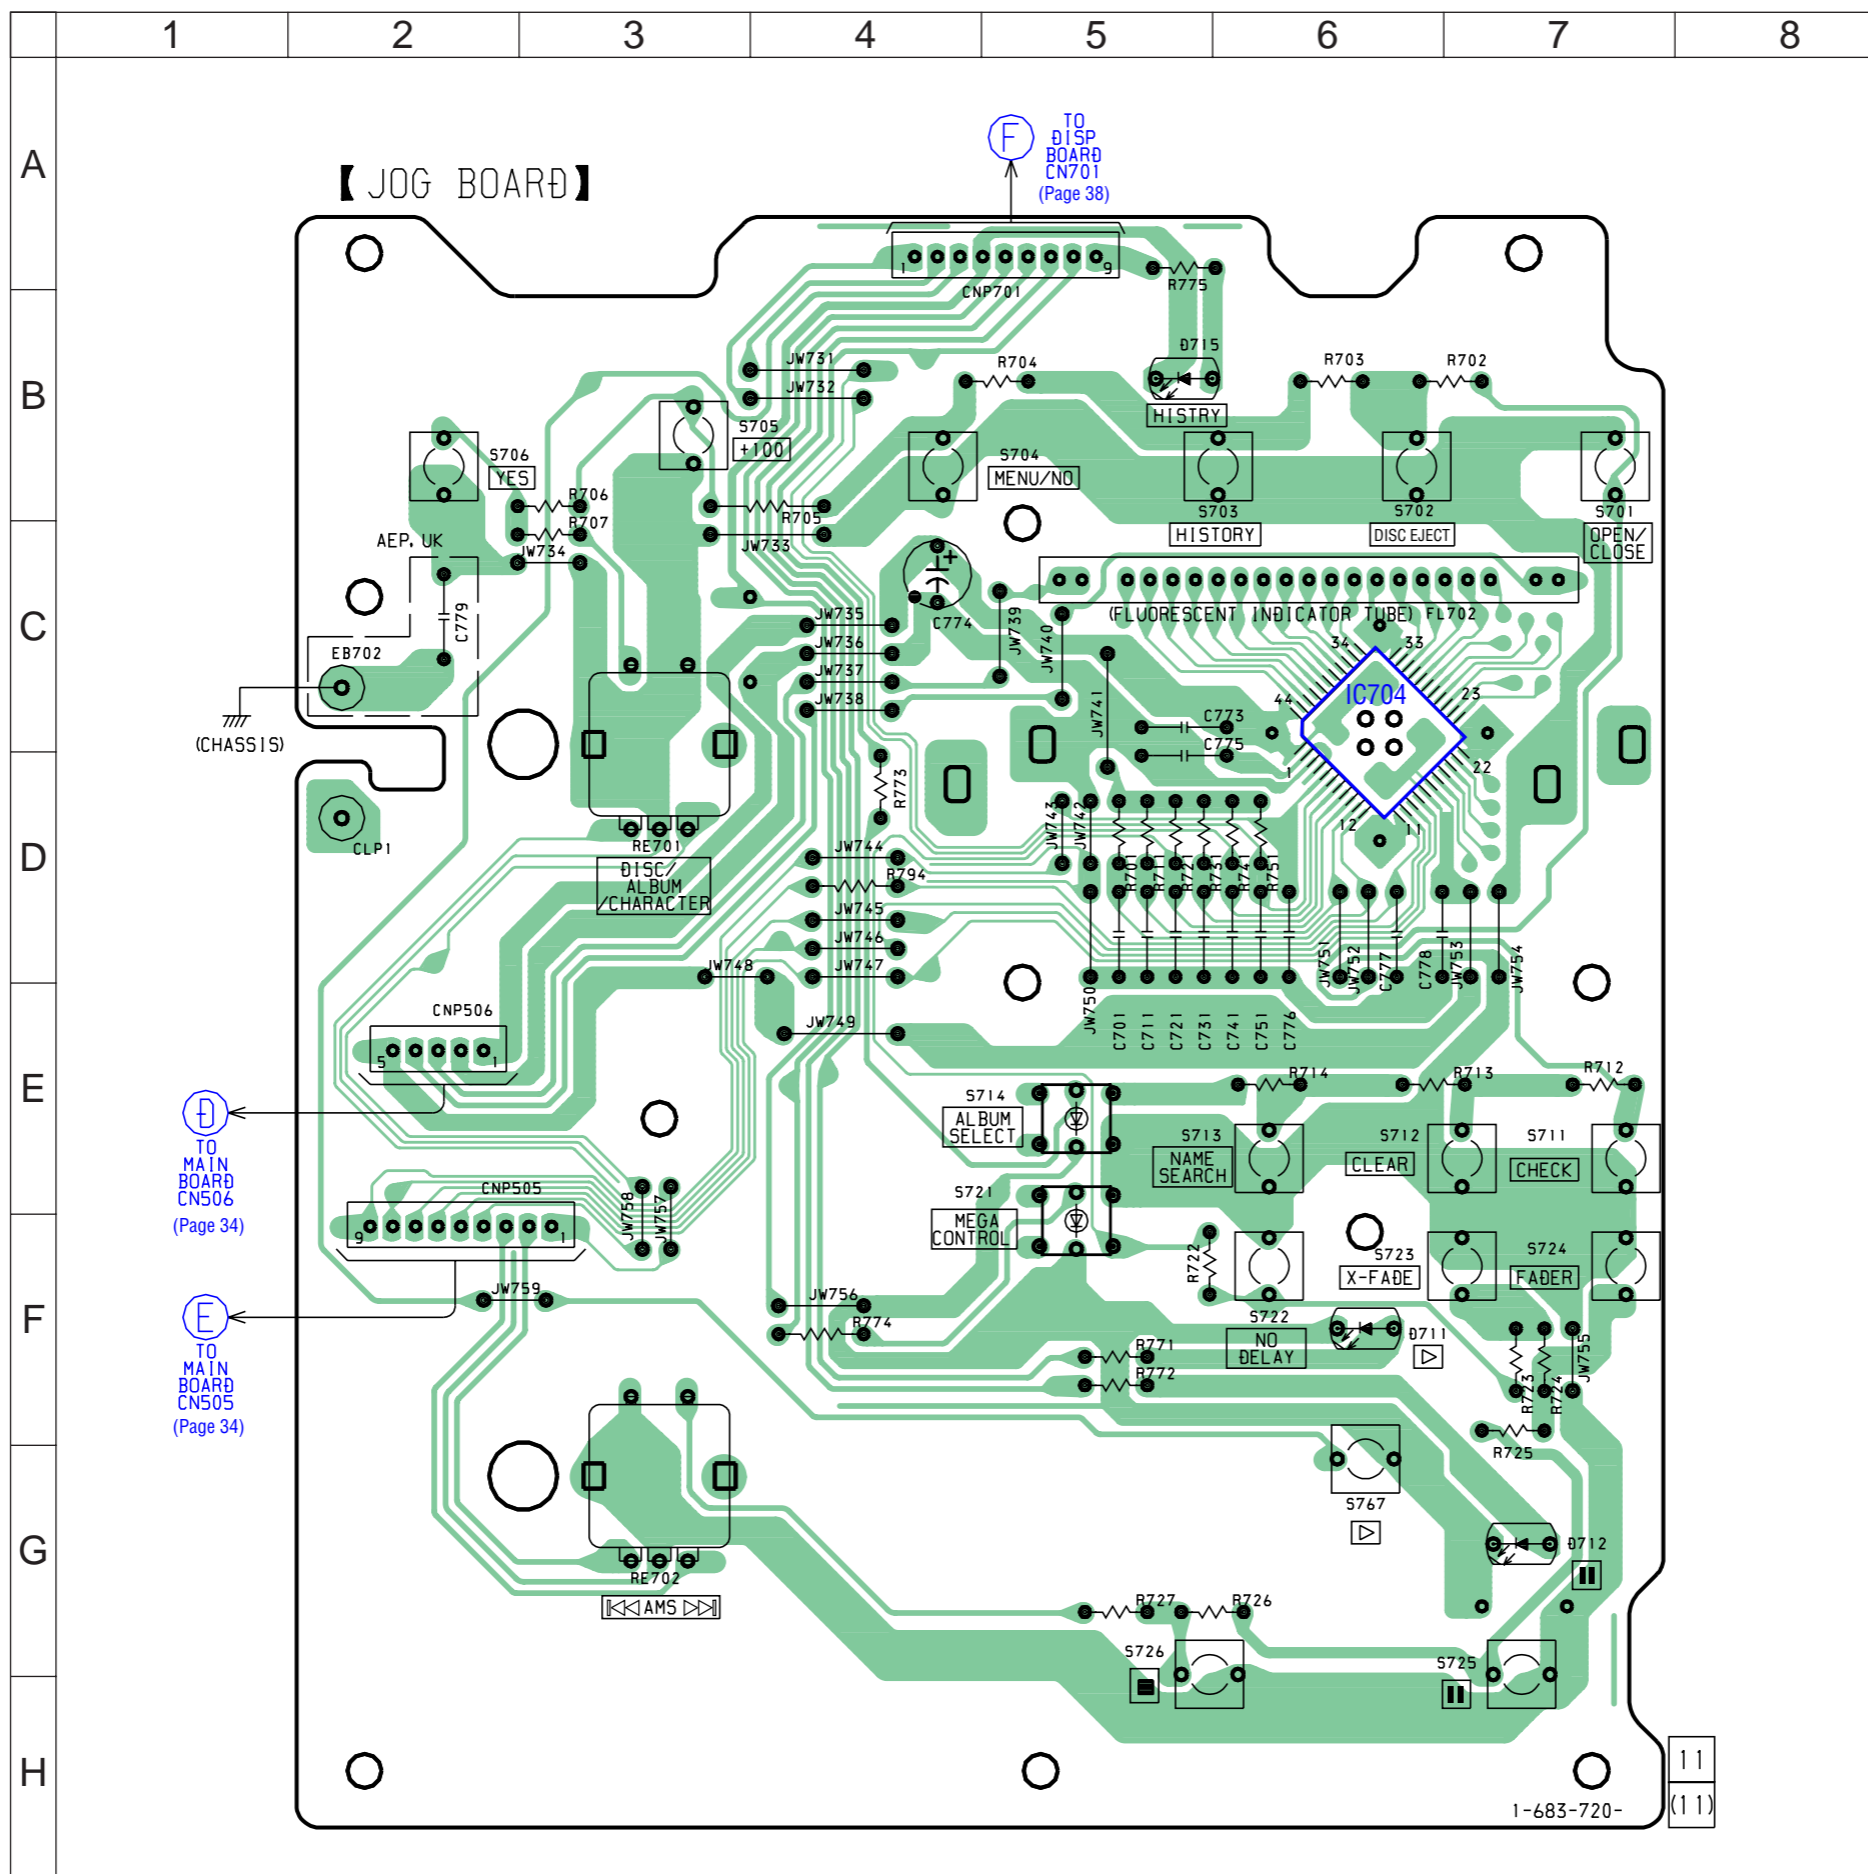 1 2 3 4 5 6 7 8
A
B
C
D
E
F
G
H
【JOG BOARD】
F
TO
DISP
BOARD
CN701
(Page 38)
1 9
CNP701
R775
D715
HISTRY
JW731
JW732
R704
R703
R702
S705
+100
S706
YES
S704
MENU/NO
R706
R707
R705
S703
HISTORY
S702
DISC EJECT
S701
OPEN/
CLOSE
AEP, UK
JW734
JW733
C779
C774
JW735
JW736
JW737
JW738
JW739
JW740
JW741
(FLUORESCENT INDICATOR TUBE) FL702
EB702
(CHASSIS)
34 33
44 23
IC704
1 22
12 11
C773
C775
R773
CLP1
RE701
DISC/
ALBUM
/CHARACTER
JW743
JW742
R701
R711
R721
R731
R741
R751
JW744
R794
JW745
JW746
JW747
JW748
JW749
JW750
C701
C711
C721
C731
C741
C751
C776
JW751
JW752
C777
C778
JW753
JW754
CNP506
5 1
D
TO
MAIN
BOARD
CN506
(Page 34)
S714
ALBUM
SELECT
R714
R713
R712
S713
NAME
SEARCH
S712
CLEAR
S711
CHECK
CNP505
9 1
JW758
JW757
S721
MEGA
CONTROL
R722
S723
X-FADE
S724
FADER
E
TO
MAIN
BOARD
CN505
(Page 34)
JW759
JW756
R774
S722
NO
DELAY
D711
R771
R772
R723
R724
JW755
R725
S767
D712
RE702
AMS
R727
R726
S726
S725
11
(11)
1-683-720-